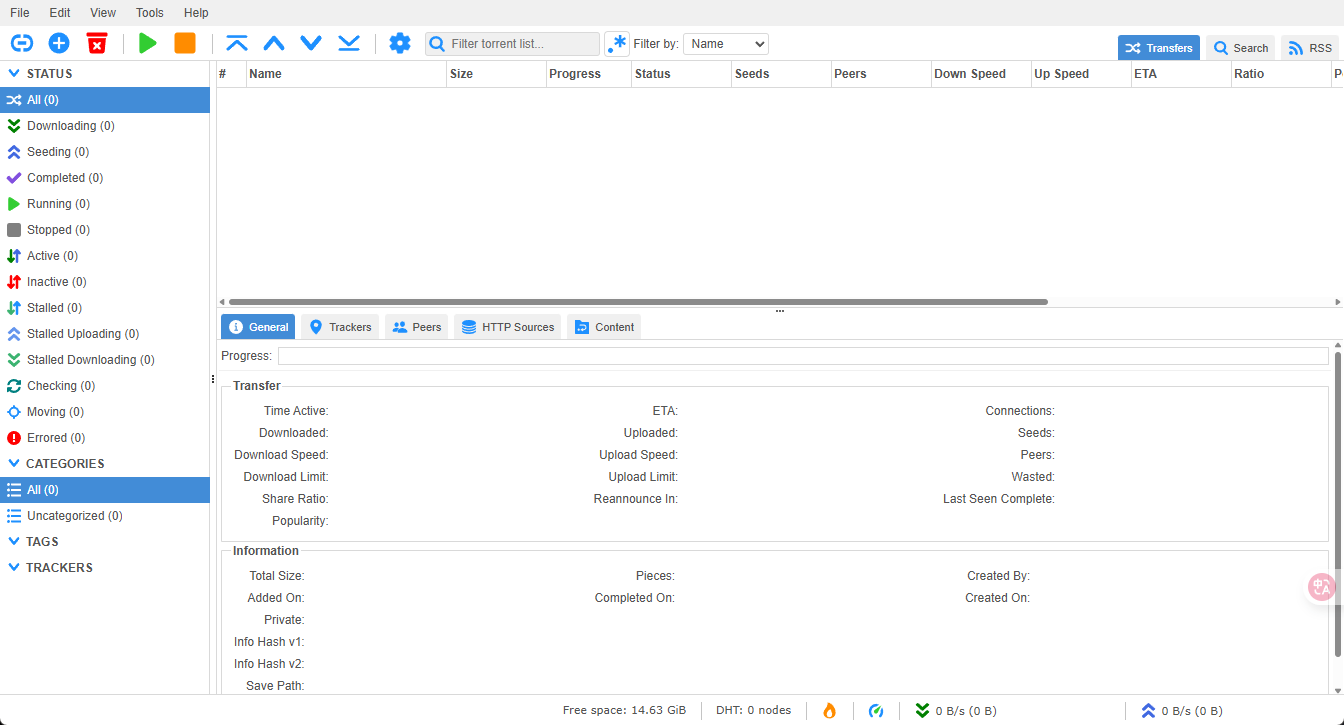 File Edit View Tools Help
Filter torrent list... Filter by: Name
Transfers Search RSS
STATUS
All (0)
Downloading (0)
Seeding (0)
Completed (0)
Running (0)
Stopped (0)
Active (0)
Inactive (0)
Stalled (0)
Stalled Uploading (0)
Stalled Downloading (0)
Checking (0)
Moving (0)
Errored (0)
CATEGORIES
All (0)
Uncategorized (0)
TAGS
TRACKERS
# Name Size Progress Status Seeds Peers Down Speed Up Speed ETA Ratio
General Trackers Peers HTTP Sources Content
Progress:
Transfer
Time Active: ETA: Connections:
Downloaded: Uploaded: Seeds:
Download Speed: Upload Speed: Peers:
Download Limit: Upload Limit: Wasted:
Share Ratio: Reannounce In: Last Seen Complete:
Popularity:
Information
Total Size: Pieces: Created By:
Added On: Completed On: Created On:
Private:
Info Hash v1:
Info Hash v2:
Save Path:
中 A
Free space: 14.63 GiB DHT: 0 nodes 0 B/s (0 B) 0 B/s (0 B)